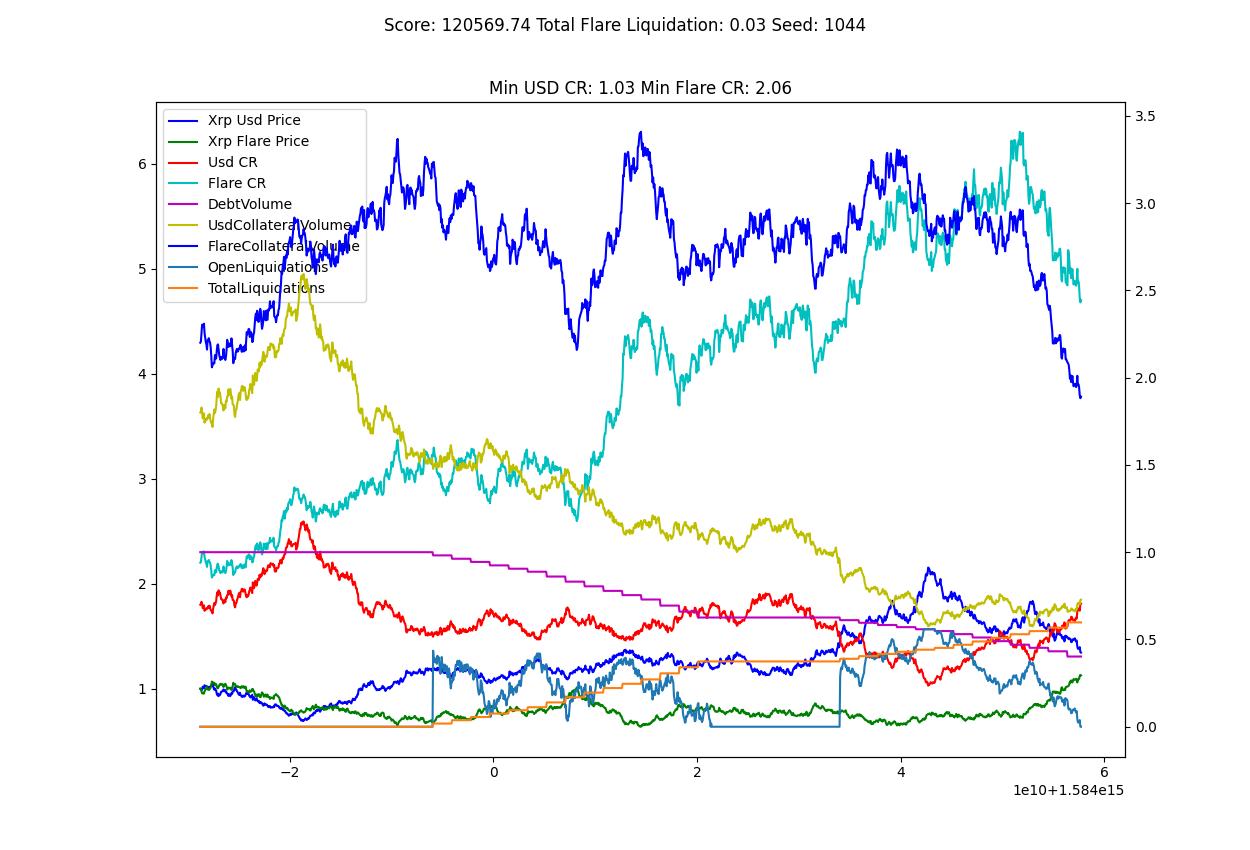 Score: 120569.74 Total Flare Liquidation: 0.03 Seed: 1044
Min USD CR: 1.03 Min Flare CR: 2.06
Xrp Usd Price
Xrp Flare Price
Usd CR
Flare CR
DebtVolume
UsdCollateralVolume
FlareCollateralVolume
OpenLiquidations
TotalLiquidations
6
5
4
3
2
1
3.5
3.0
2.5
2.0
1.5
1.0
0.5
0.0
−2
0
2
4
6
1e10+1.584e15